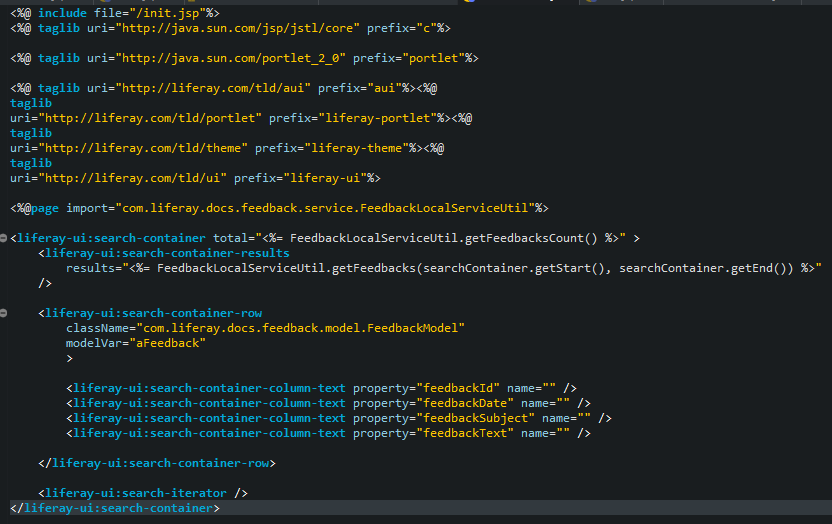 <%@ include file="/init.jsp"%>
<%@ taglib uri="http://java.sun.com/jsp/jstl/core" prefix="c"%>
<%@ taglib uri="http://java.sun.com/portlet_2_0" prefix="portlet"%>
<%@ taglib uri="http://liferay.com/tld/aui" prefix="aui"%><%@
taglib
uri="http://liferay.com/tld/portlet" prefix="liferay-portlet"%><%@
taglib
uri="http://liferay.com/tld/theme" prefix="liferay-theme"%><%@
taglib
uri="http://liferay.com/tld/ui" prefix="liferay-ui"%>
<%@page import="com.liferay.docs.feedback.service.FeedbackLocalServiceUtil"%>
<liferay-ui:search-container total="<%= FeedbackLocalServiceUtil.getFeedbacksCount() %>" >
<liferay-ui:search-container-results
results="<%= FeedbackLocalServiceUtil.getFeedbacks(searchContainer.getStart(), searchContainer.getEnd()) %>"
/>
<liferay-ui:search-container-row
className="com.liferay.docs.feedback.model.FeedbackModel"
modelVar="aFeedback"
>
<liferay-ui:search-container-column-text property="feedbackId" name="" />
<liferay-ui:search-container-column-text property="feedbackDate" name="" />
<liferay-ui:search-container-column-text property="feedbackSubject" name="" />
<liferay-ui:search-container-column-text property="feedbackText" name="" />
</liferay-ui:search-container-row>
<liferay-ui:search-iterator />
</liferay-ui:search-container>